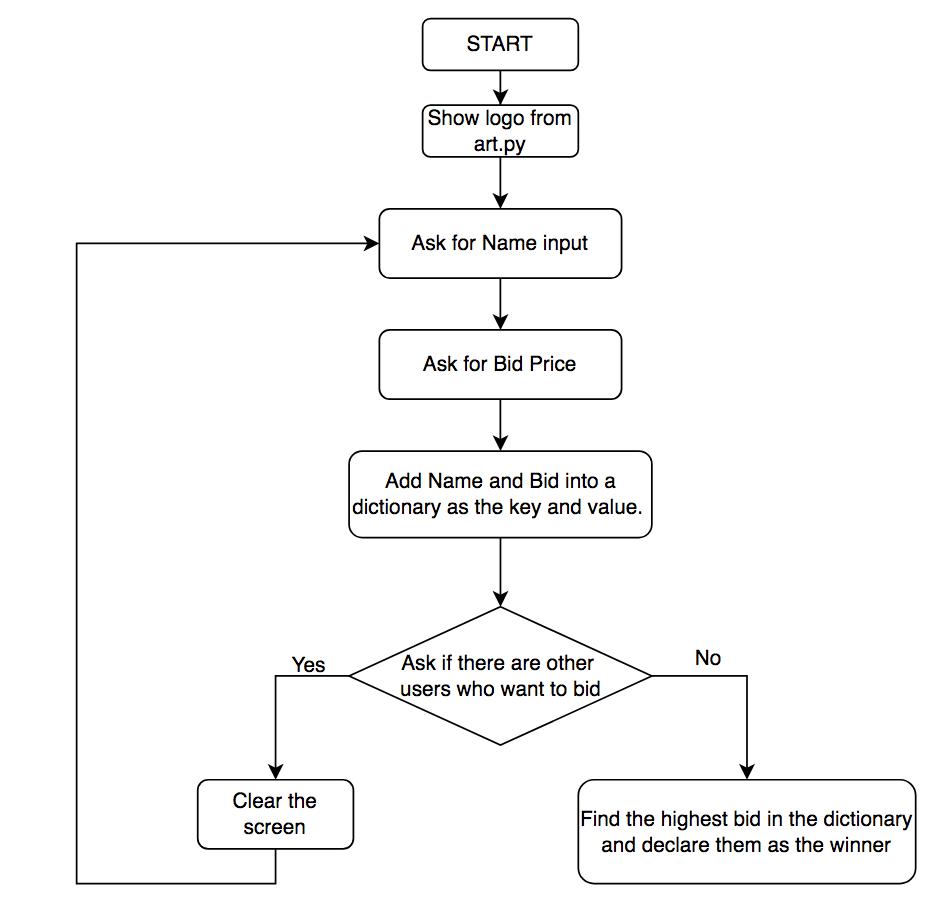 START
Show logo from
art.py
Ask for Name input
Ask for Bid Price
Add Name and Bid into a
dictionary as the key and value.
Ask if there are other
users who want to bid
Yes
No
Clear the
screen
Find the highest bid in the dictionary
and declare them as the winner